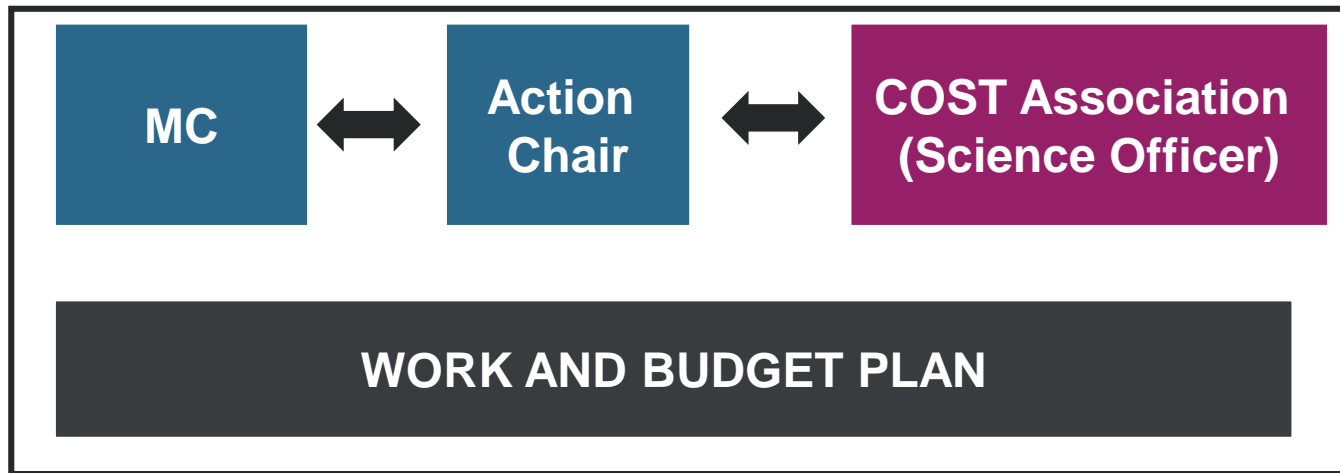 MC
Action
Chair
COST Association
(Science Officer)
WORK AND BUDGET PLAN